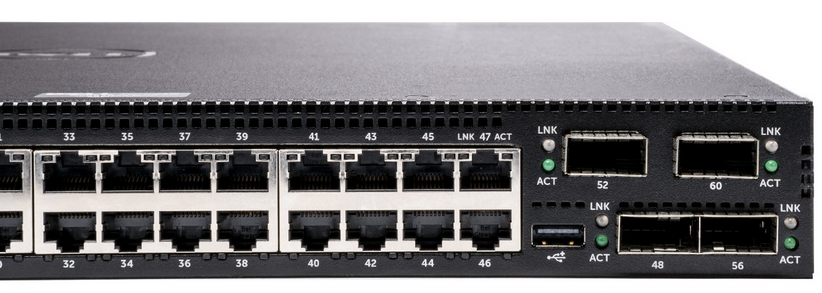 33 35 37 39 41 43 45 LNK 47 ACT
LNK
ACT
52
60
LNK
ACT
LNK
ACT
48
56
LNK
ACT
32 34 36 38 40 42 44 46